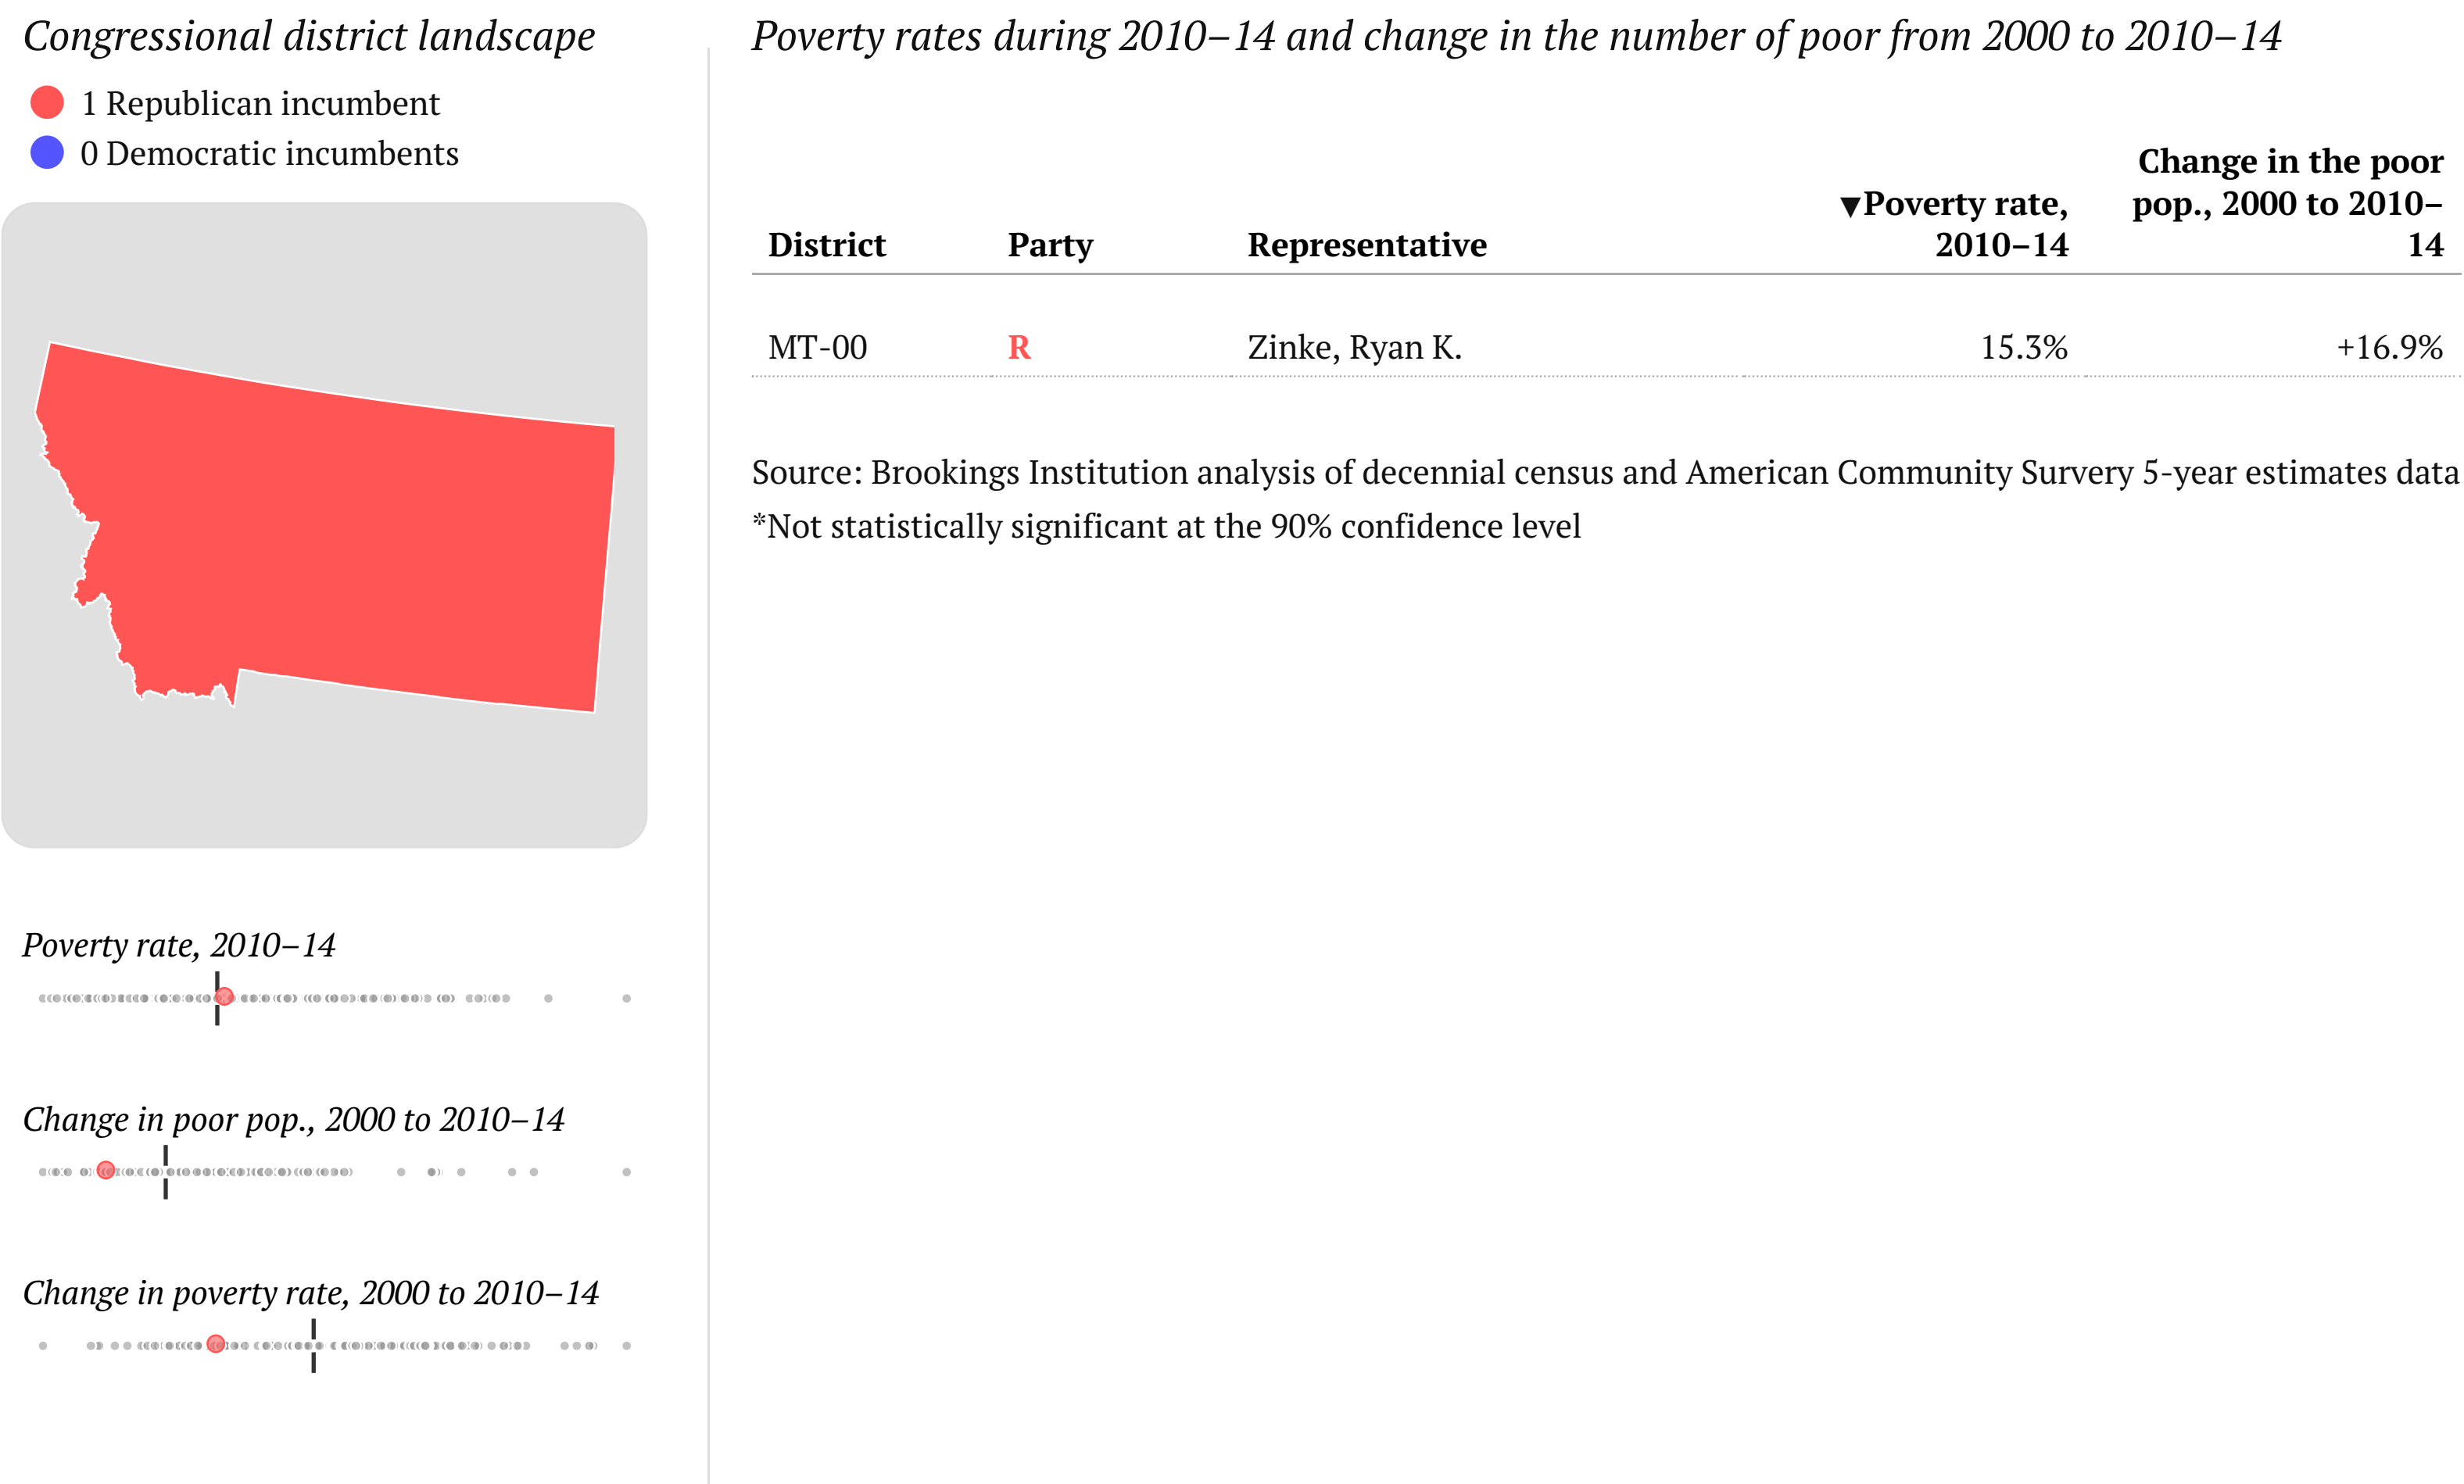 Congressional district landscape
1 Republican incumbent
0 Democratic incumbents
Poverty rate, 2010–14
Change in poor pop., 2000 to 2010–14
Change in poverty rate, 2000 to 2010–14
Poverty rates during 2010–14 and change in the number of poor from 2000 to 2010–14
District Party Representative ▼Poverty rate, 2010–14 Change in the poor pop., 2000 to 2010–14
MT-00 R Zinke, Ryan K. 15.3% +16.9%
Source: Brookings Institution analysis of decennial census and American Community Survery 5-year estimates data
*Not statistically significant at the 90% confidence level